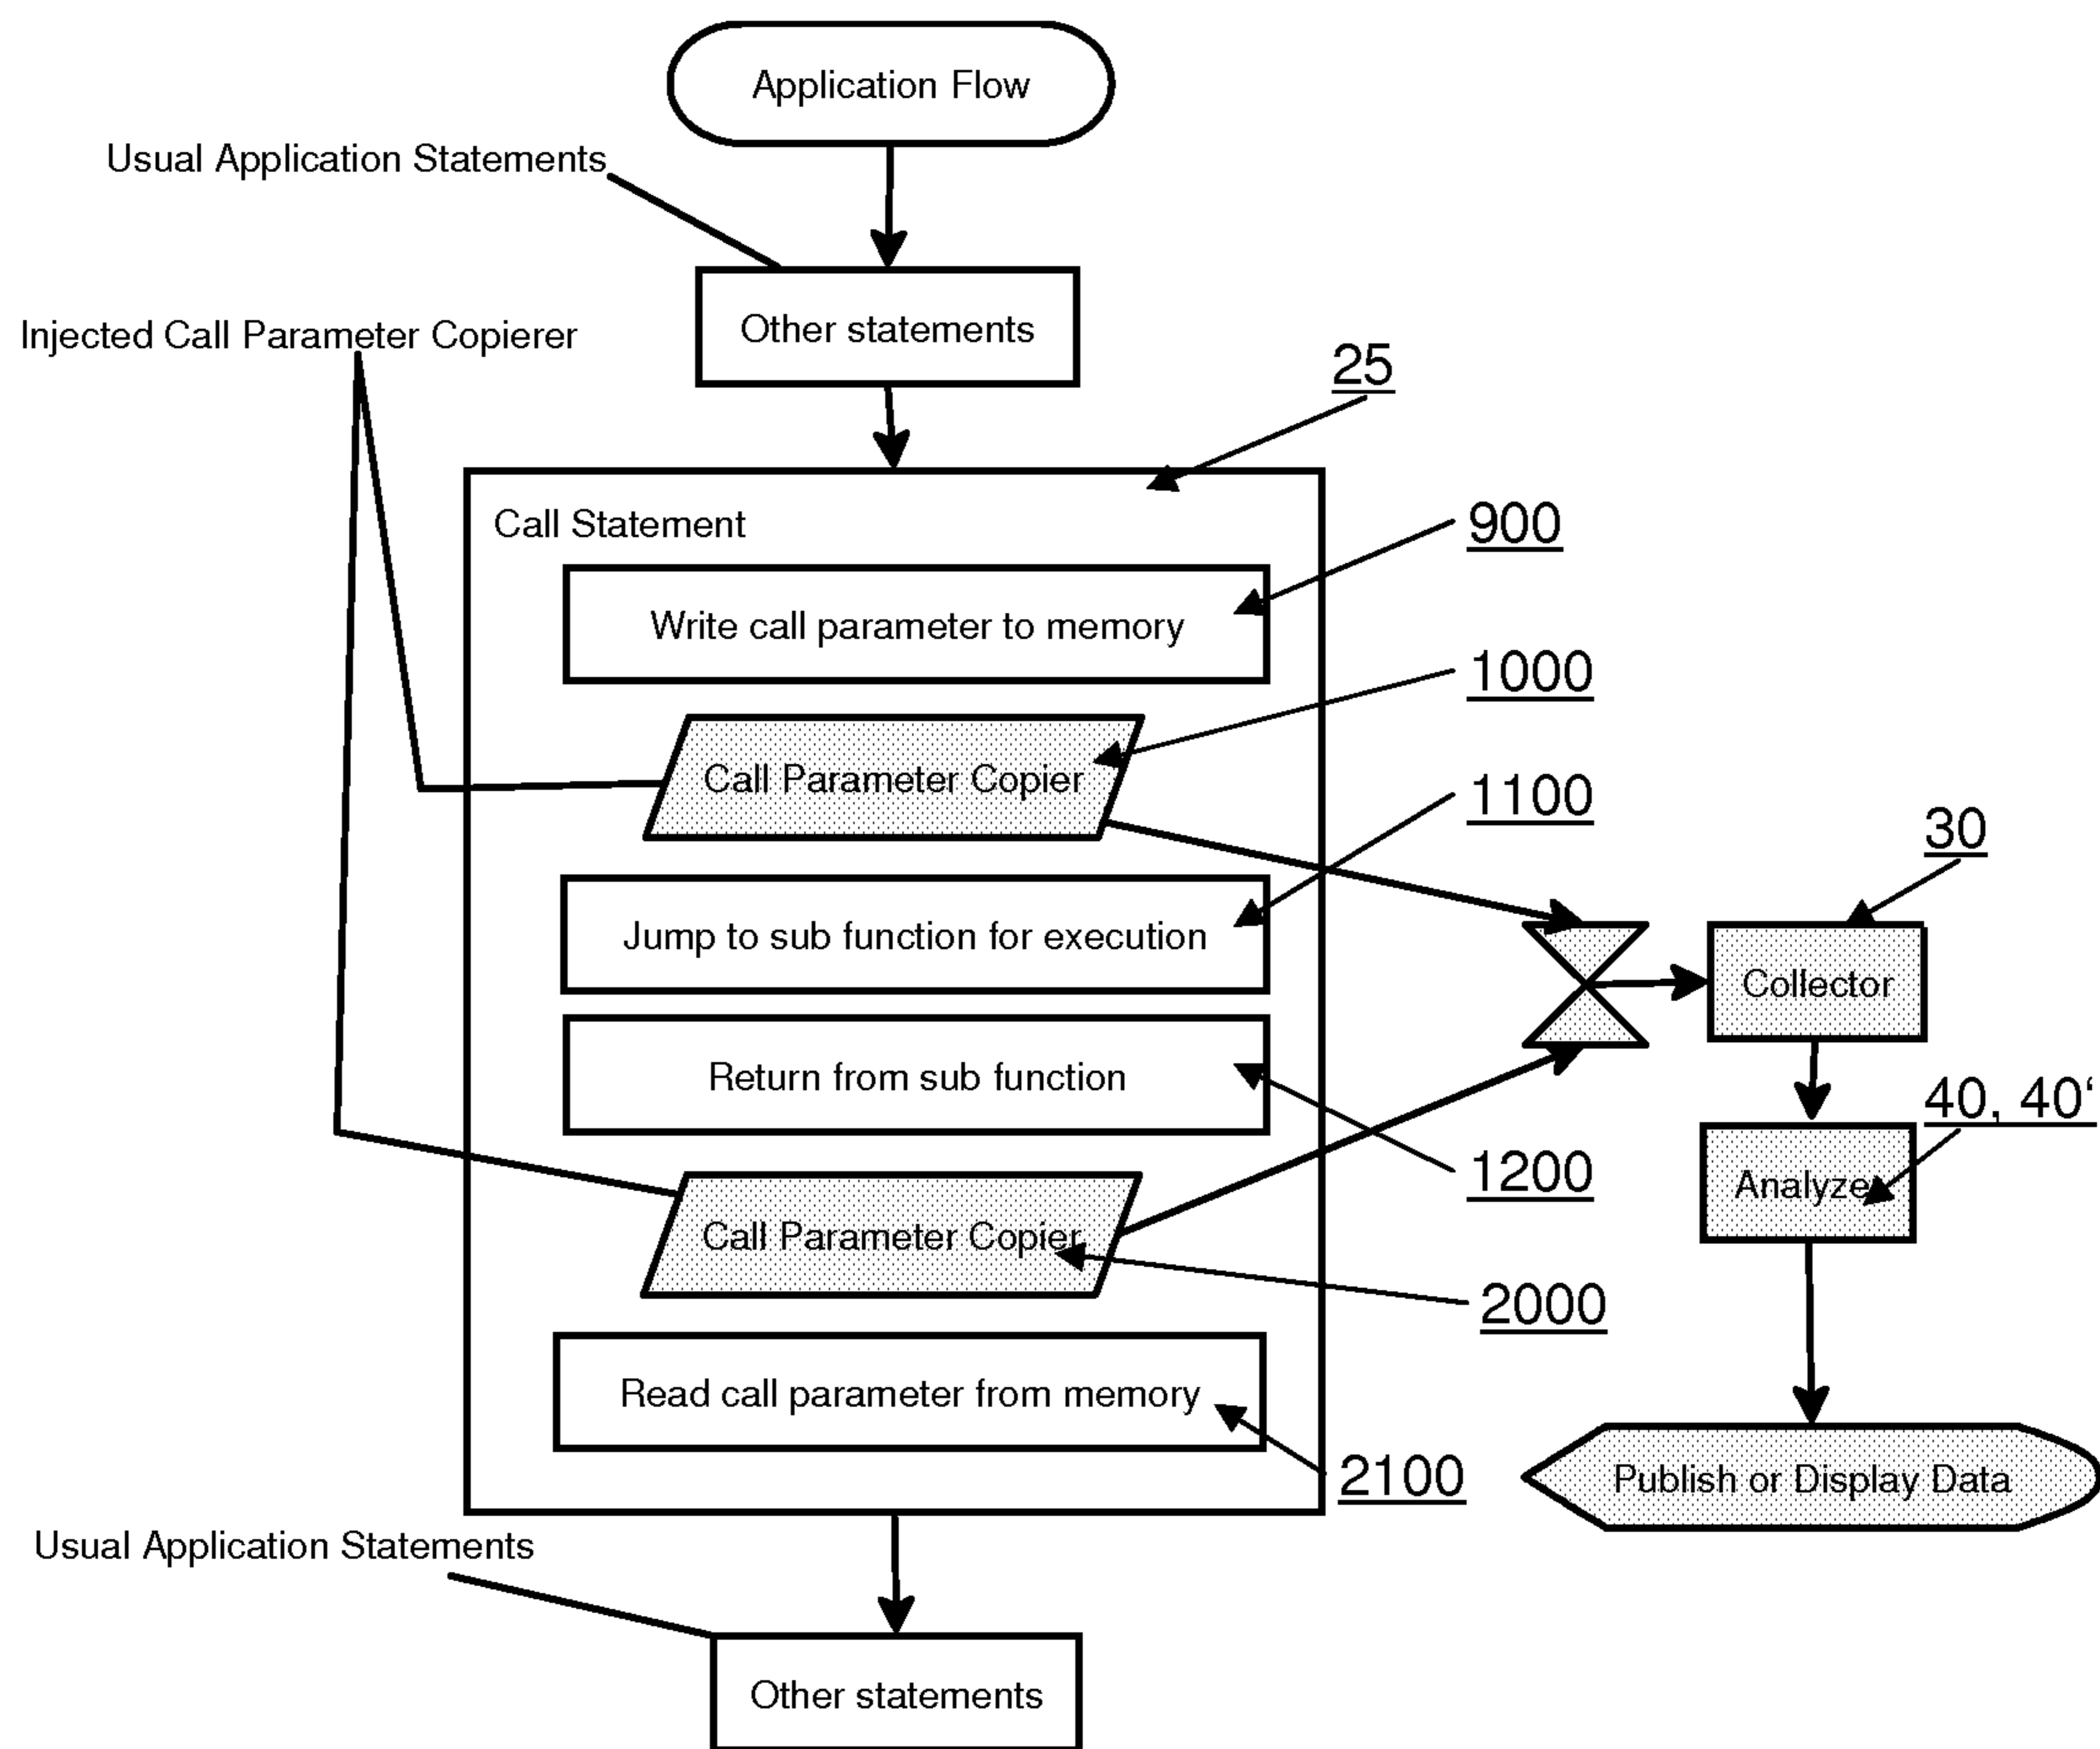 Application Flow
Usual Application Statements
Other statements
Injected Call Parameter Copierer
25
Call Statement
900
Write call parameter to memory
1000
Call Parameter Copier
1100
30
Jump to sub function for execution
Collector
Return from sub function
40, 40‘
1200
Analyze
Call Parameter Copier
2000
Read call parameter from memory
2100
Publish or Display Data
Usual Application Statements
Other statements